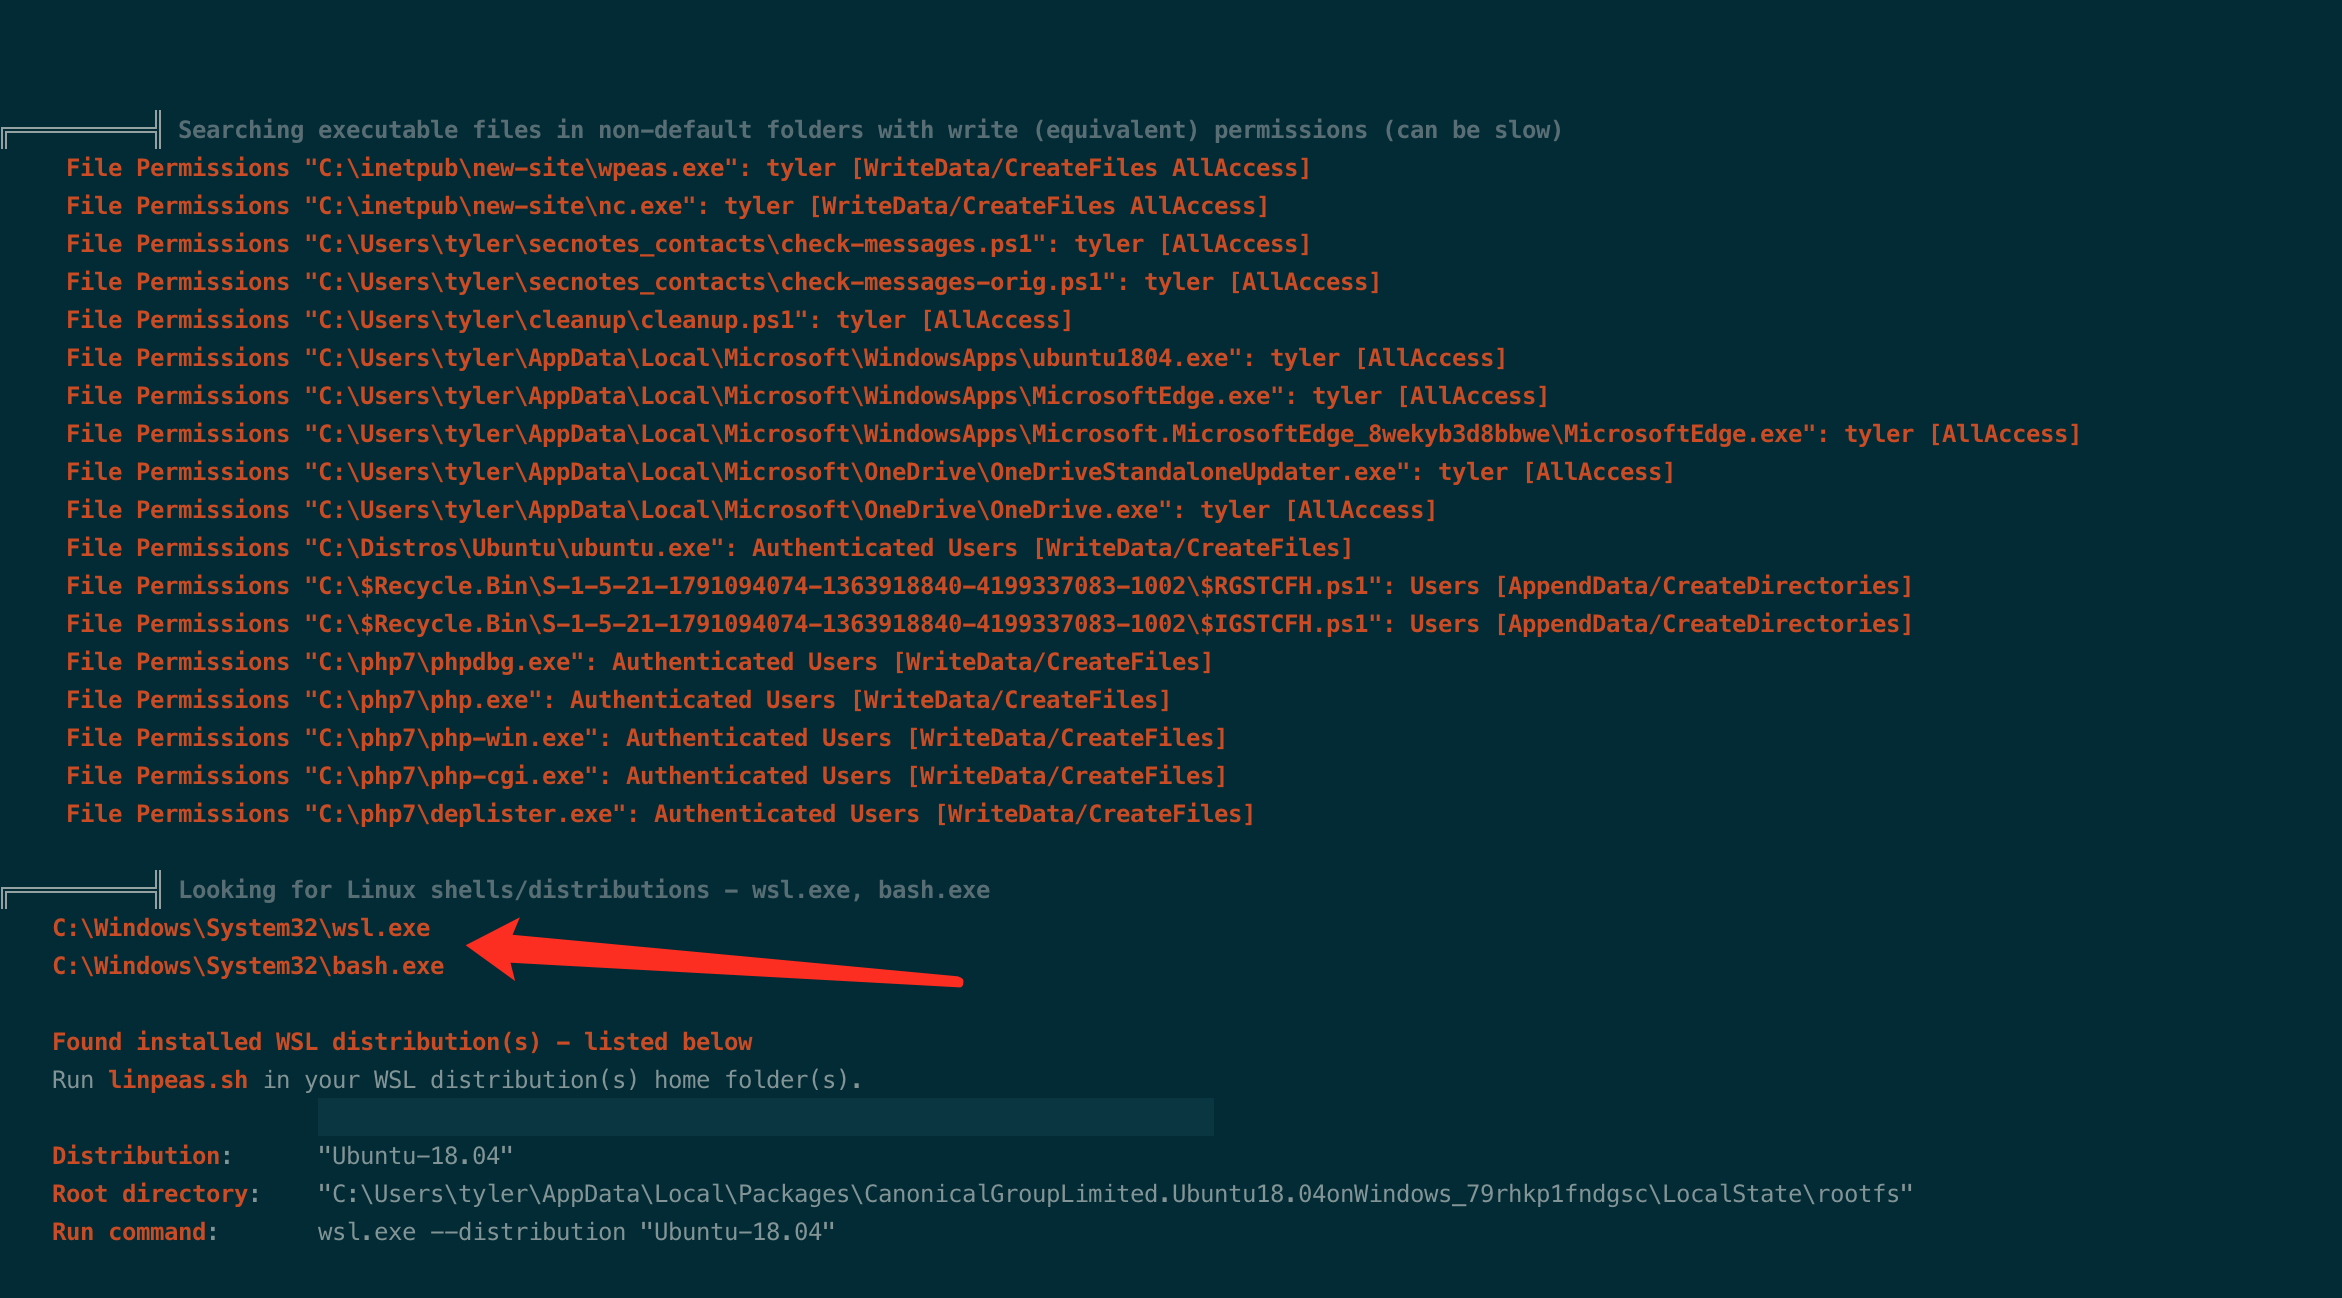 Searching executable files in non-default folders with write (equivalent) permissions (can be slow)
File Permissions "C:\inetpub\new-site\wpeas.exe": tyler [WriteData/CreateFiles AllAccess]
File Permissions "C:\inetpub\new-site\nc.exe": tyler [WriteData/CreateFiles AllAccess]
File Permissions "C:\Users\tyler\secnotes_contacts\check-messages.ps1": tyler [AllAccess]
File Permissions "C:\Users\tyler\secnotes_contacts\check-messages-orig.ps1": tyler [AllAccess]
File Permissions "C:\Users\tyler\cleanup\cleanup.ps1": tyler [AllAccess]
File Permissions "C:\Users\tyler\AppData\Local\Microsoft\WindowsApps\ubuntu1804.exe": tyler [AllAccess]
File Permissions "C:\Users\tyler\AppData\Local\Microsoft\WindowsApps\MicrosoftEdge.exe": tyler [AllAccess]
File Permissions "C:\Users\tyler\AppData\Local\Microsoft\WindowsApps\Microsoft.MicrosoftEdge_8wekyb3d8bbwe\MicrosoftEdge.exe": tyler [AllAccess]
File Permissions "C:\Users\tyler\AppData\Local\Microsoft\OneDrive\OneDriveStandaloneUpdater.exe": tyler [AllAccess]
File Permissions "C:\Users\tyler\AppData\Local\Microsoft\OneDrive\OneDrive.exe": tyler [AllAccess]
File Permissions "C:\Distros\Ubuntu\ubuntu.exe": Authenticated Users [WriteData/CreateFiles]
File Permissions "C:\$Recycle.Bin\S-1-5-21-1791094074-1363918840-4199337083-1002\$RGSTCFH.ps1": Users [AppendData/CreateDirectories]
File Permissions "C:\$Recycle.Bin\S-1-5-21-1791094074-1363918840-4199337083-1002\$IGSTCFH.ps1": Users [AppendData/CreateDirectories]
File Permissions "C:\php7\phpdbg.exe": Authenticated Users [WriteData/CreateFiles]
File Permissions "C:\php7\php.exe": Authenticated Users [WriteData/CreateFiles]
File Permissions "C:\php7\php-win.exe": Authenticated Users [WriteData/CreateFiles]
File Permissions "C:\php7\php-cgi.exe": Authenticated Users [WriteData/CreateFiles]
File Permissions "C:\php7\deplister.exe": Authenticated Users [WriteData/CreateFiles]
Looking for Linux shells/distributions - wsl.exe, bash.exe
C:\Windows\System32\wsl.exe
C:\Windows\System32\bash.exe
Found installed WSL distribution(s) - listed below
Run linpeas.sh in your WSL distribution(s) home folder(s).
Distribution: "Ubuntu-18.04"
Root directory: "C:\Users\tyler\AppData\Local\Packages\CanonicalGroupLimited.Ubuntu18.04onWindows_79rhkp1fndgsc\LocalState\rootfs"
Run command: wsl.exe --distribution "Ubuntu-18.04"